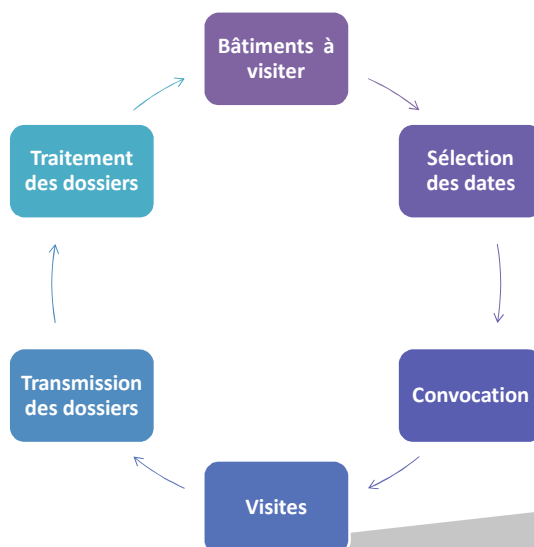 Bâtiments à
visiter
Sélection
des dates
Convocation
Visites
Transmission
des dossiers
Traitement
des dossiers